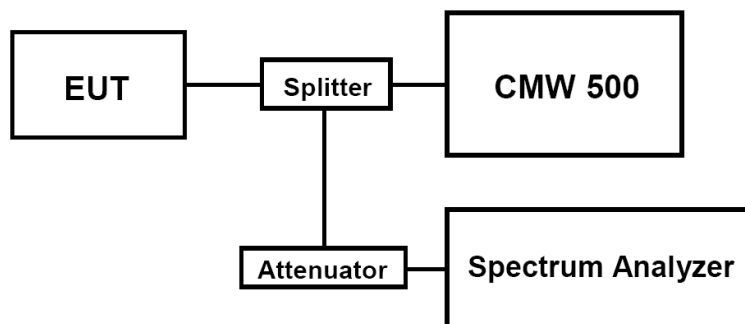 EUT
Splitter
CMW 500
Attenuator
Spectrum Analyzer